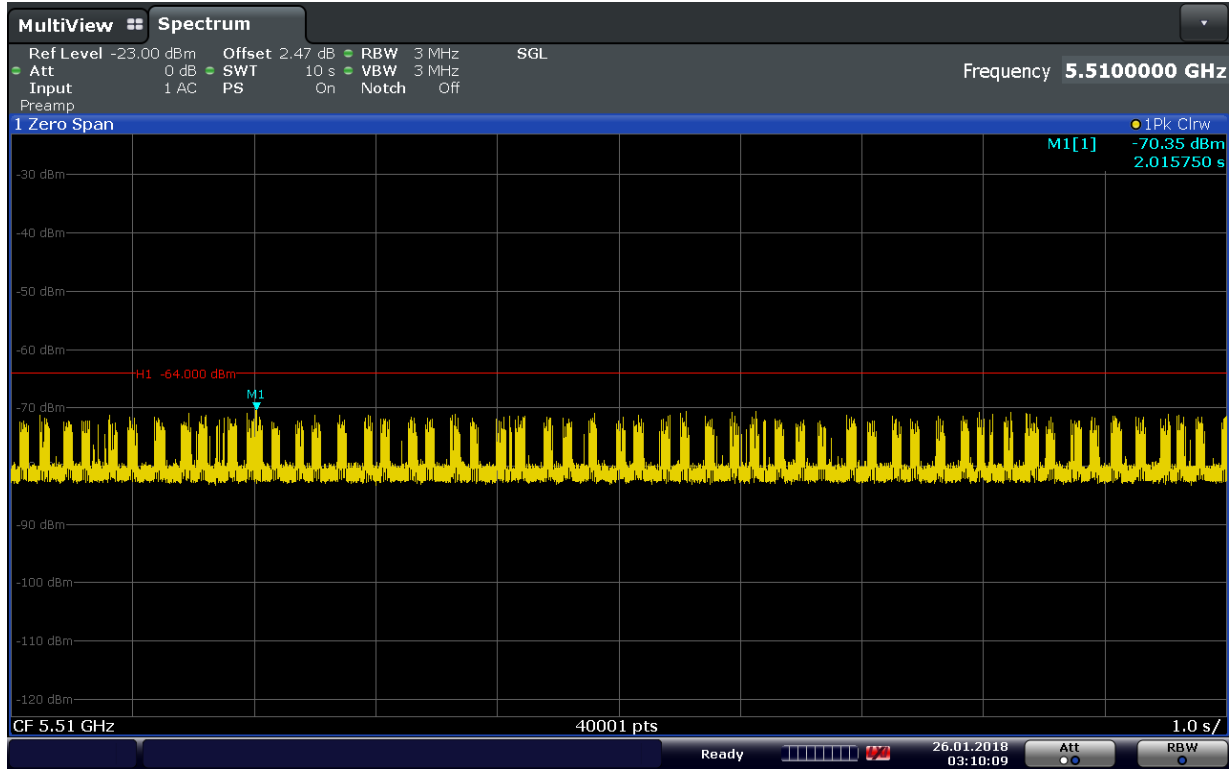 MultiView Spectrum
Ref Level -23.00 dBm Offset 2.47 dB RBW 3 MHz SGL
Att 0 dB SWT 10 s VBW 3 MHz
Input 1 AC PS On Notch Off
Preamp
Frequency 5.5100000 GHz
1 Zero Span 1Pk Clrw
M1[1] -70.35 dBm
2.015750 s
-30 dBm
-40 dBm
-50 dBm
-60 dBm
H1 -64.000 dBm
M1
-70 dBm
-90 dBm
-100 dBm
-110 dBm
-120 dBm
CF 5.51 GHz 40001 pts 1.0 s/
Ready 26.01.2018 Att RBW
03:10:09